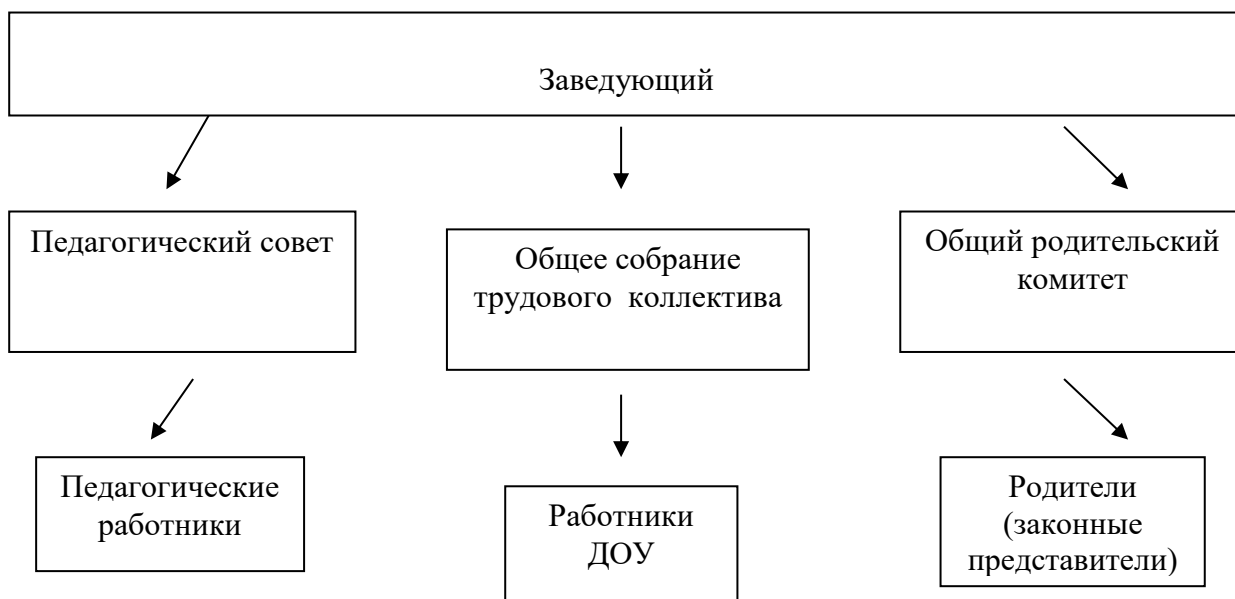 Заведующий
Педагогический совет
Общее собрание
трудового коллектива
Общий родительский
комитет
Педагогические
работники
Работники
ДОУ
Родители
(законные
представители)